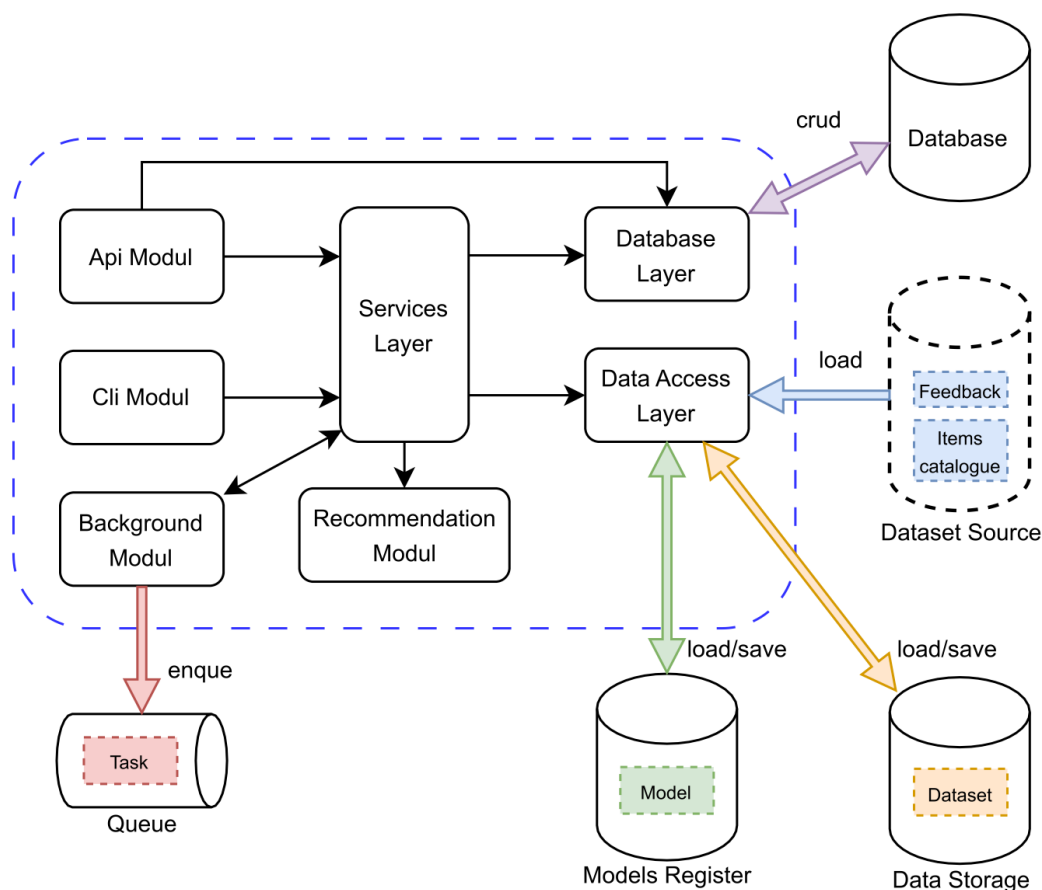 crud
Database
Api Modul
Services
Layer
Database
Layer
Cli Modul
Data Access
Layer
load
Feedback
Items
catalogue
Dataset Source
Background
Modul
Recommendation
Modul
enque
load/save
load/save
Task
Queue
Model
Models Register
Dataset
Data Storage